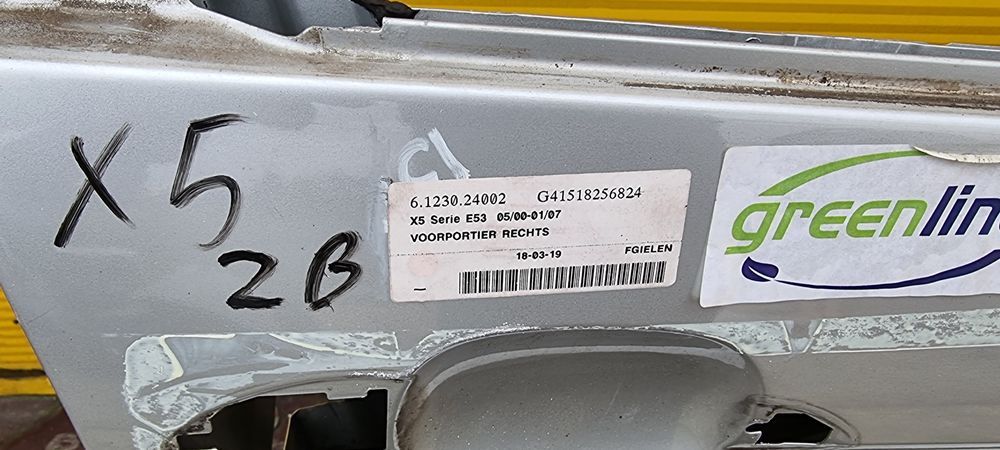 X5
2B
6.1230.24002 G41518256824
X5 Serie E53 05/00-01/07
VOORPORTIER RECHTS
18-03-19 FGIELEN
greenlin